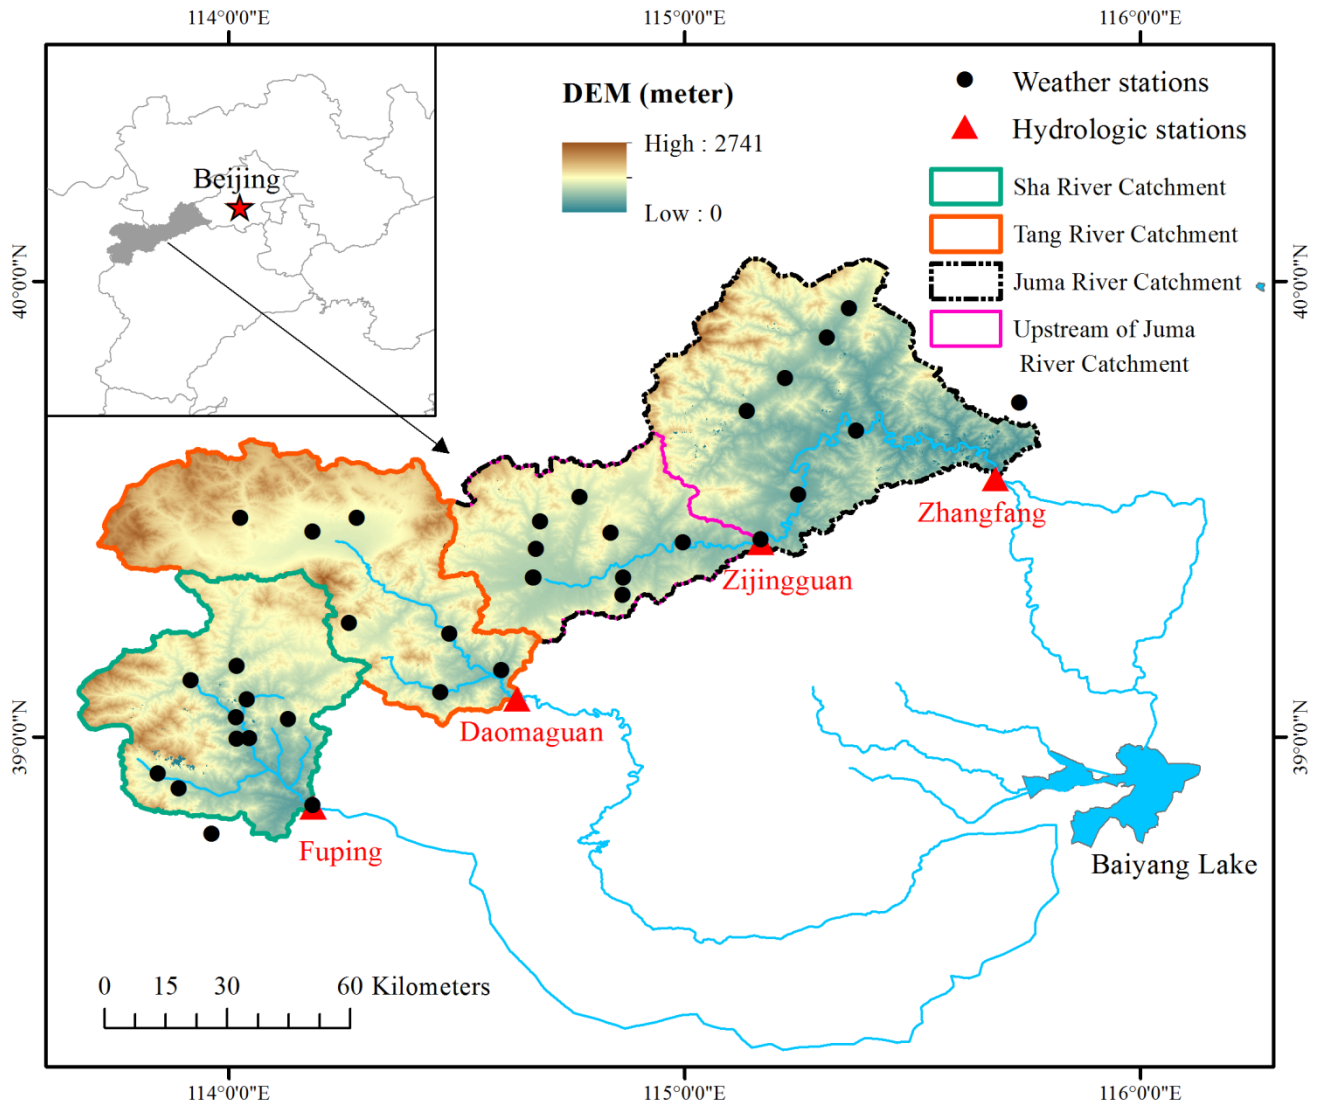 114°0'0"E
115°0'0"E
116°0'0"E
Beijing
DEM (meter)
High : 2741
Low : 0
Weather stations
Hydrologic stations
Sha River Catchment
Tang River Catchment
Juma River Catchment
Upstream of Juma
River Catchment
40°0'0"N
40°0'0"N
Zhangfang
Zijingguan
Daomaguan
39°0'0"N
39°0'0"N
Fuping
Baiyang Lake
0 15 30 60 Kilometers
114°0'0"E
115°0'0"E
116°0'0"E